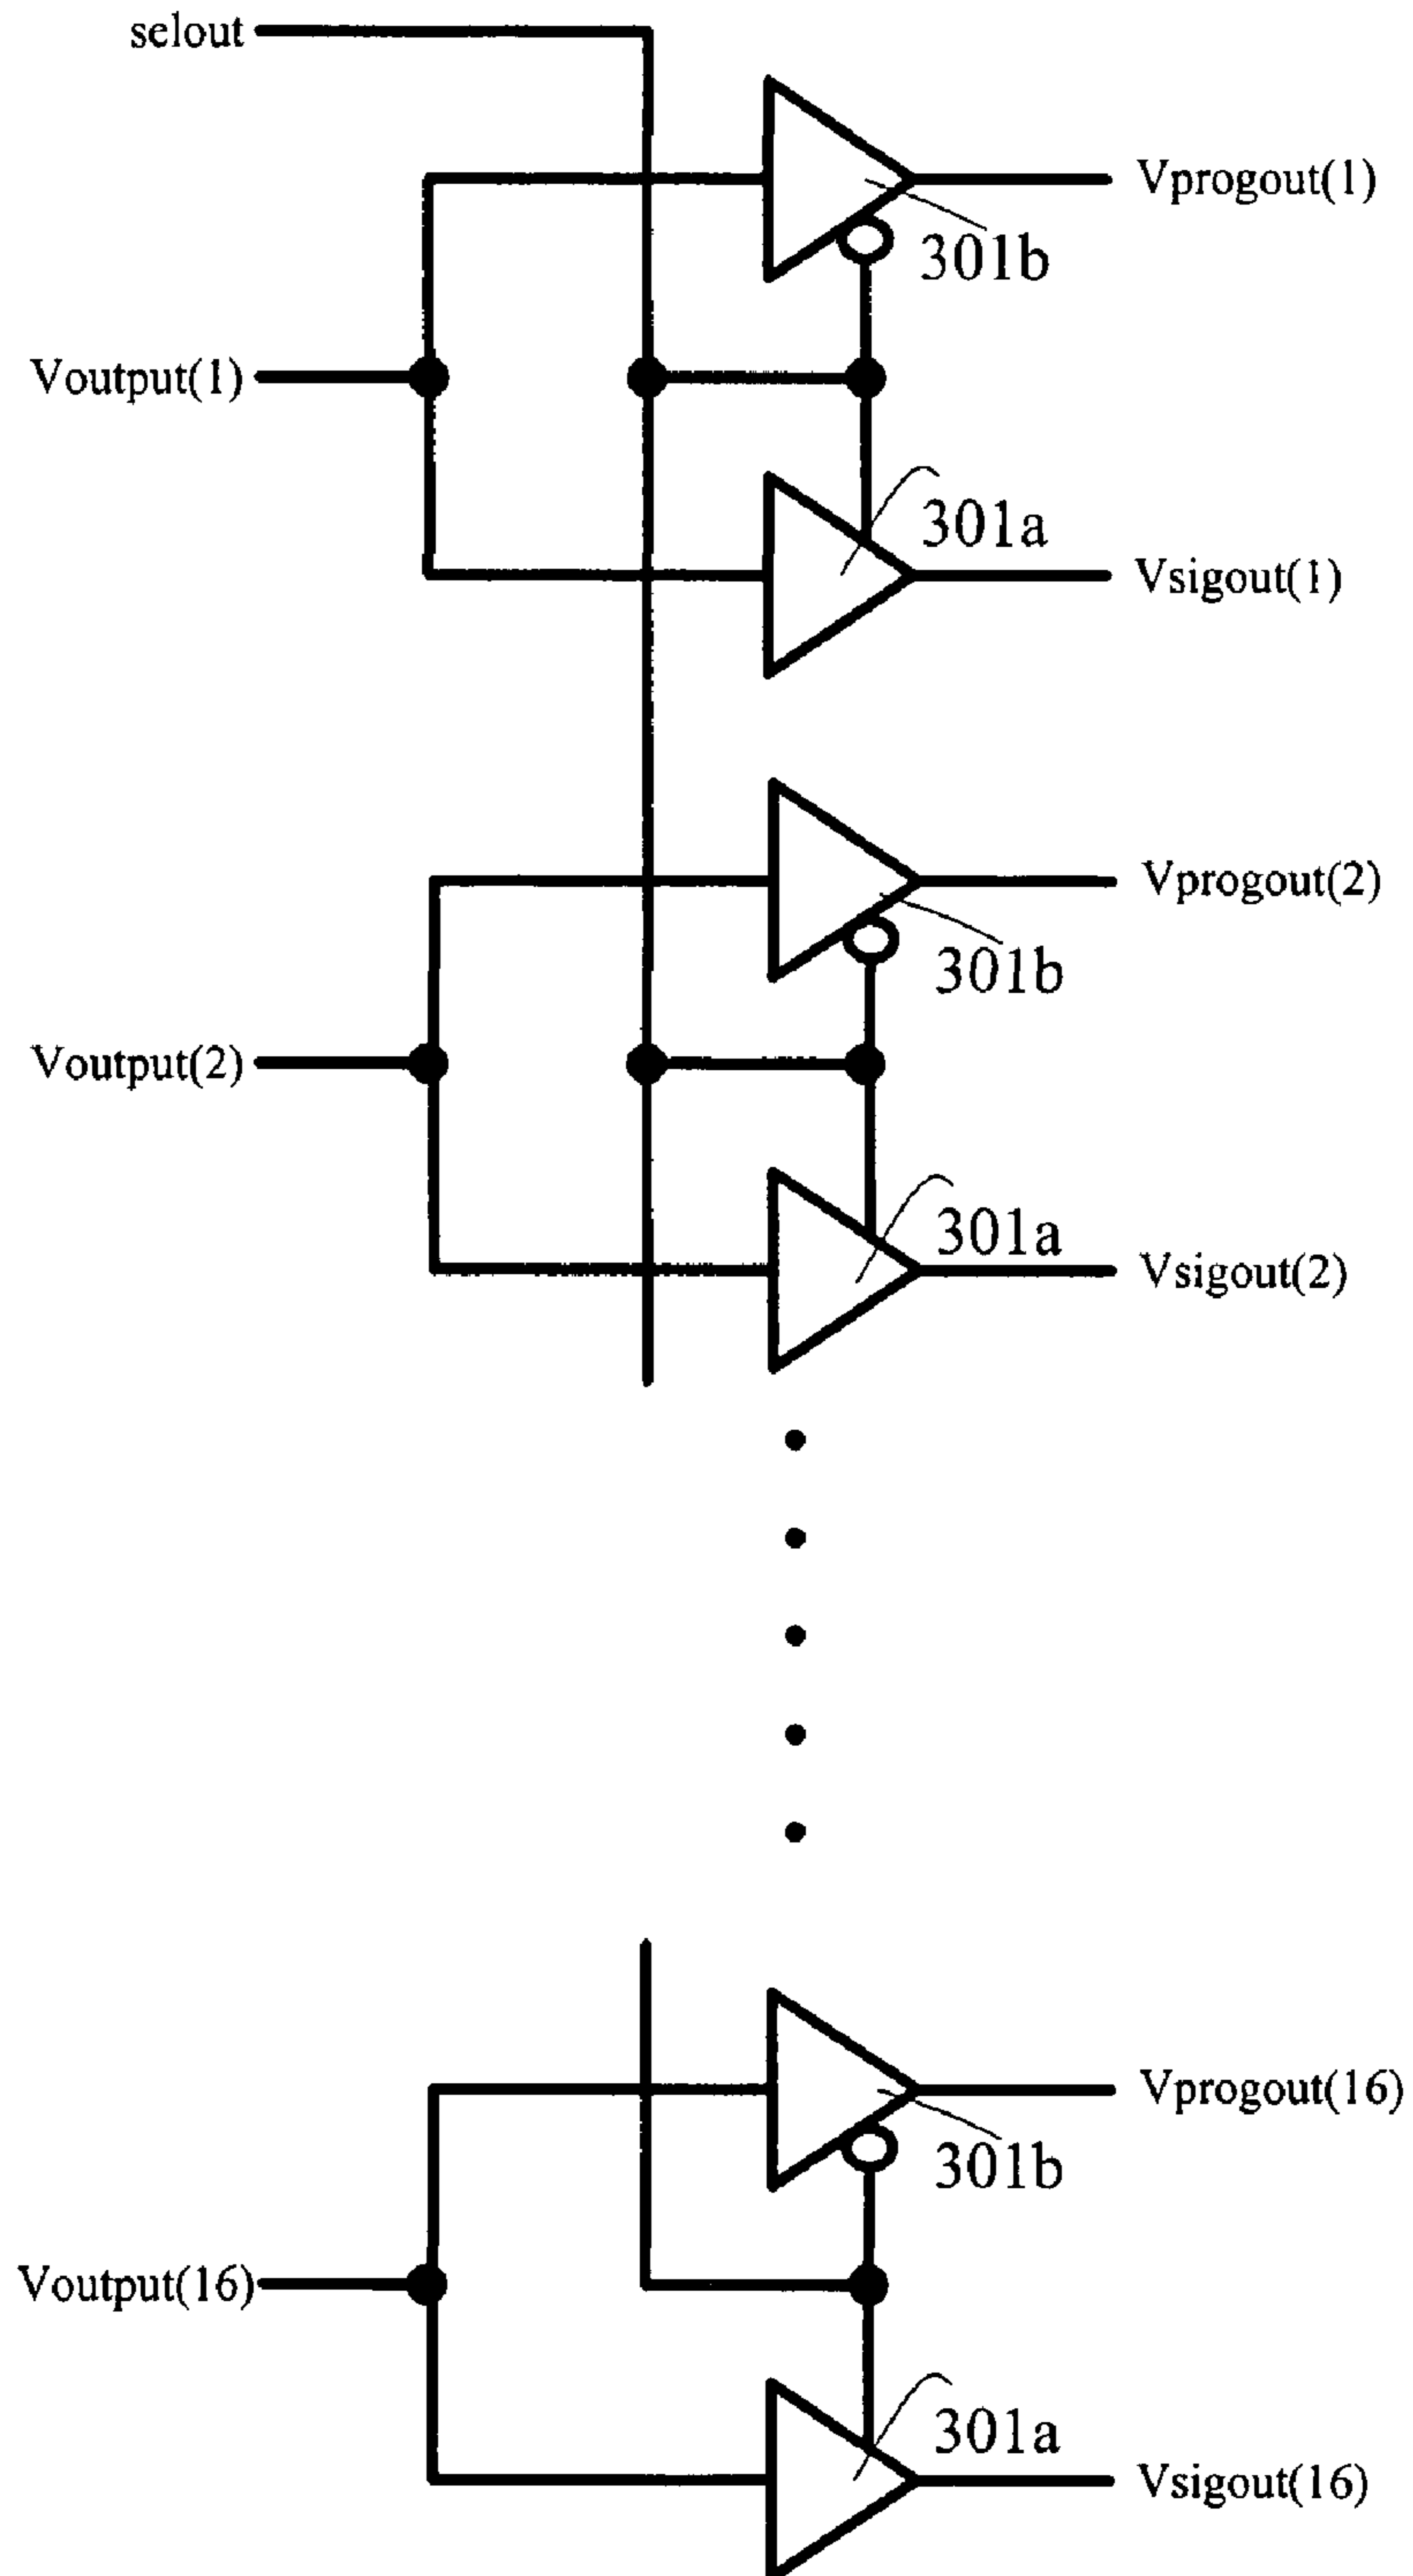 selout
Vprogout(1)
301b
Voutput(1)
301a
Vsigout(1)
Vprogout(2)
301b
Voutput(2)
301a
Vsigout(2)
Vprogout(16)
301b
Voutput(16)
301a
Vsigout(16)